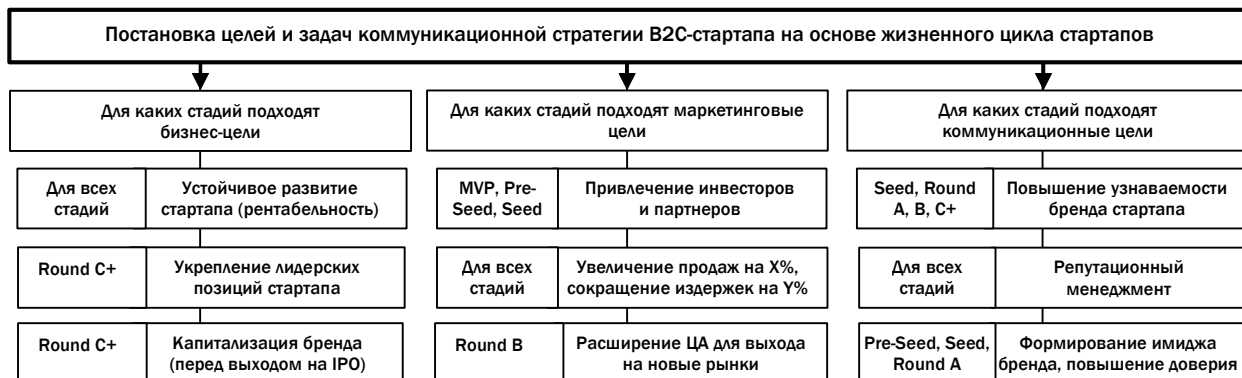 Постановка целей и задач коммуникационной стратегии B2C-стартапа на основе жизненного цикла стартапов
Для каких стадий подходят
бизнес-цели
Для всех
стадий
Устойчивое развитие
стартапа (рентабельность)
Round C+
Укрепление лидерских
позиций стартапа
Round C+
Капитализация бренда
(перед выходом на IPO)
Для каких стадий подходят маркетинговые
цели
MVP, Pre-
Seed, Seed
Привлечение инвесторов
и партнеров
Для всех
стадий
Увеличение продаж на X%,
сокращение издержек на Y%
Round B
Расширение ЦА для выхода
на новые рынки
Для каких стадий подходят
коммуникационные цели
Seed, Round
A, B, C+
Повышение узнаваемости
бренда стартапа
Для всех
стадий
Репутационный
менеджмент
Pre-Seed, Seed,
Round A
Формирование имиджа
бренда, повышение доверия